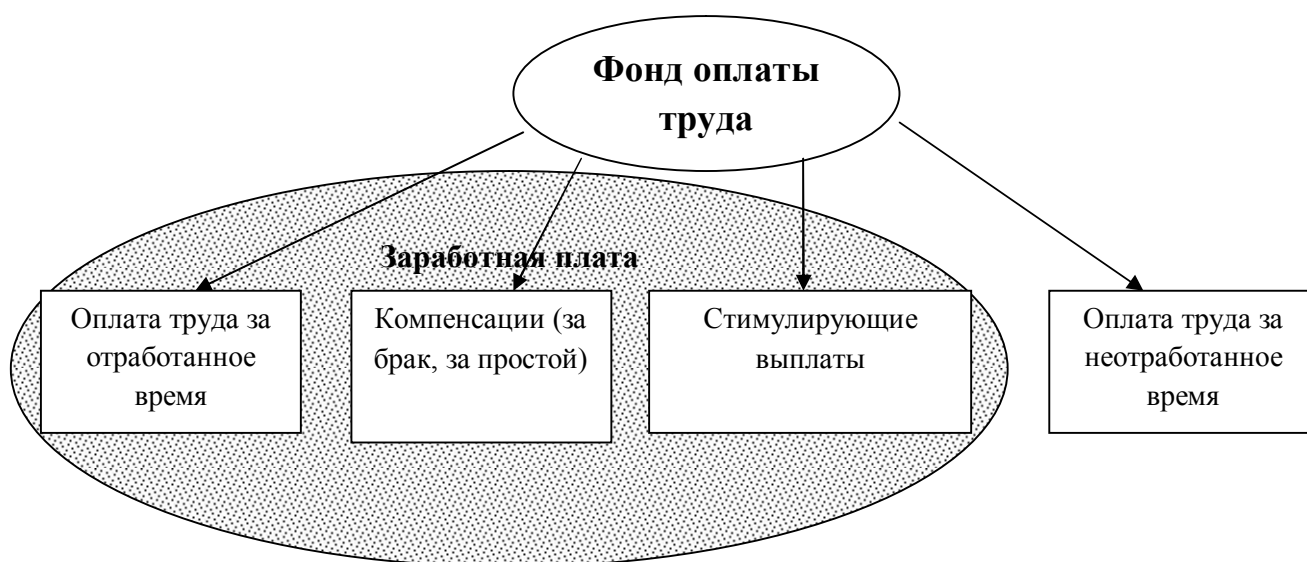 Фонд оплаты
труда
Заработная плата
Оплата труда за
отработанное
время
Компенсации (за
брак, за простой)
Стимулирующие
выплаты
Оплата труда за
неотработанное
время